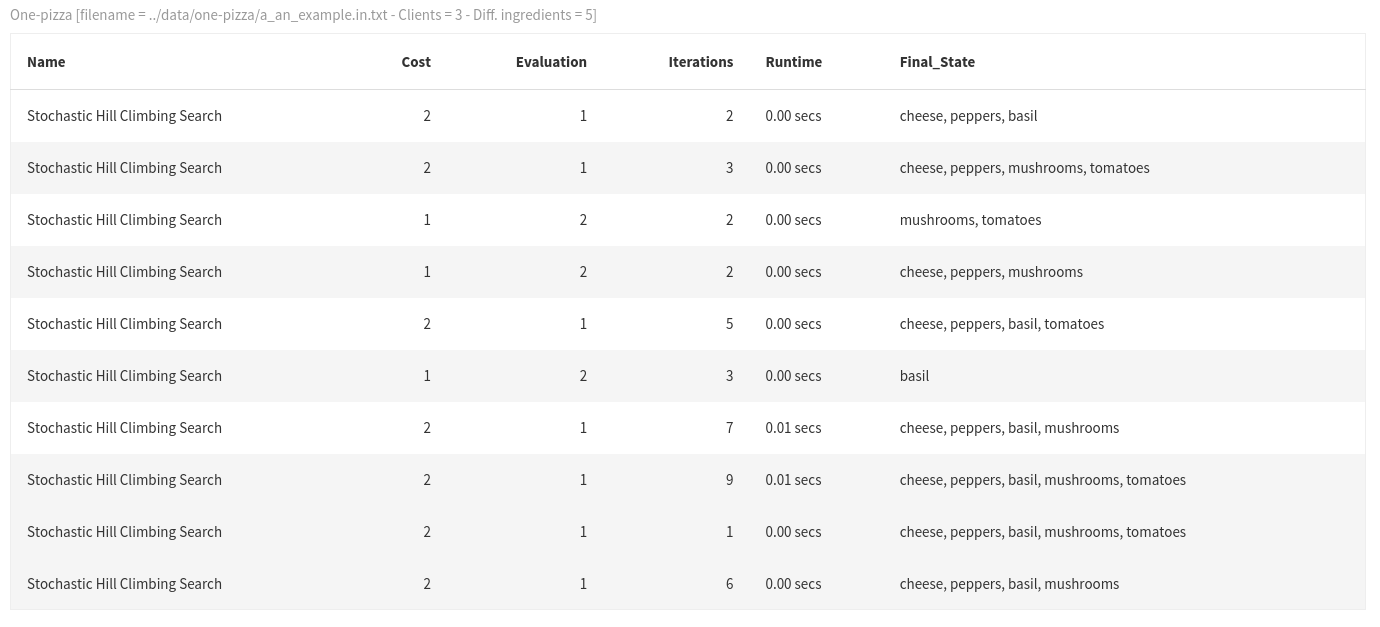 One-pizza [filename = ../data/one-pizza/a_an_example.in.txt - Clients = 3 - Diff. ingredients = 5]
Name Cost Evaluation Iterations Runtime Final_State
Stochastic Hill Climbing Search 2 1 2 0.00 secs cheese, peppers, basil
Stochastic Hill Climbing Search 2 1 3 0.00 secs cheese, peppers, mushrooms, tomatoes
Stochastic Hill Climbing Search 1 2 2 0.00 secs mushrooms, tomatoes
Stochastic Hill Climbing Search 1 2 2 0.00 secs cheese, peppers, mushrooms
Stochastic Hill Climbing Search 2 1 5 0.00 secs cheese, peppers, basil, tomatoes
Stochastic Hill Climbing Search 1 2 3 0.00 secs basil
Stochastic Hill Climbing Search 2 1 7 0.01 secs cheese, peppers, basil, mushrooms
Stochastic Hill Climbing Search 2 1 9 0.01 secs cheese, peppers, basil, mushrooms, tomatoes
Stochastic Hill Climbing Search 2 1 1 0.00 secs cheese, peppers, basil, mushrooms, tomatoes
Stochastic Hill Climbing Search 2 1 6 0.00 secs cheese, peppers, basil, mushrooms